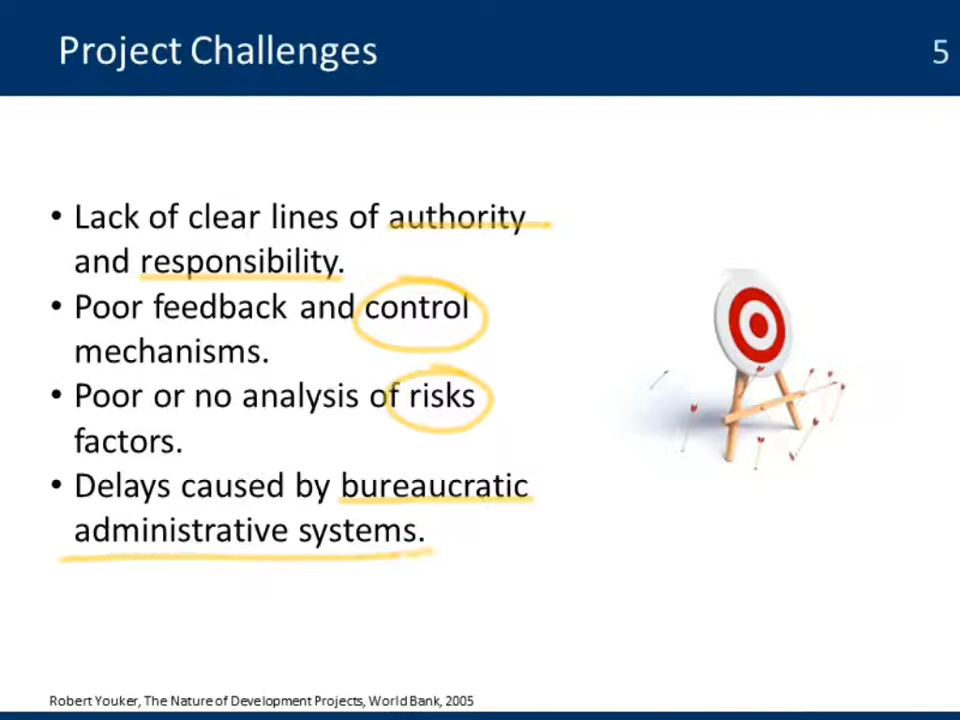 Project Challenges
5
• Lack of clear lines of authority
and responsibility.
• Poor feedback and control
mechanisms.
• Poor or no analysis of risks
factors.
• Delays caused by bureaucratic
administrative systems.
Robert Youker, The Nature of Development Projects, World Bank, 2005